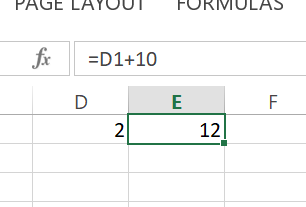 PAGE LAYOUT FORMULAS
fx =D1+10
D E F
2 12